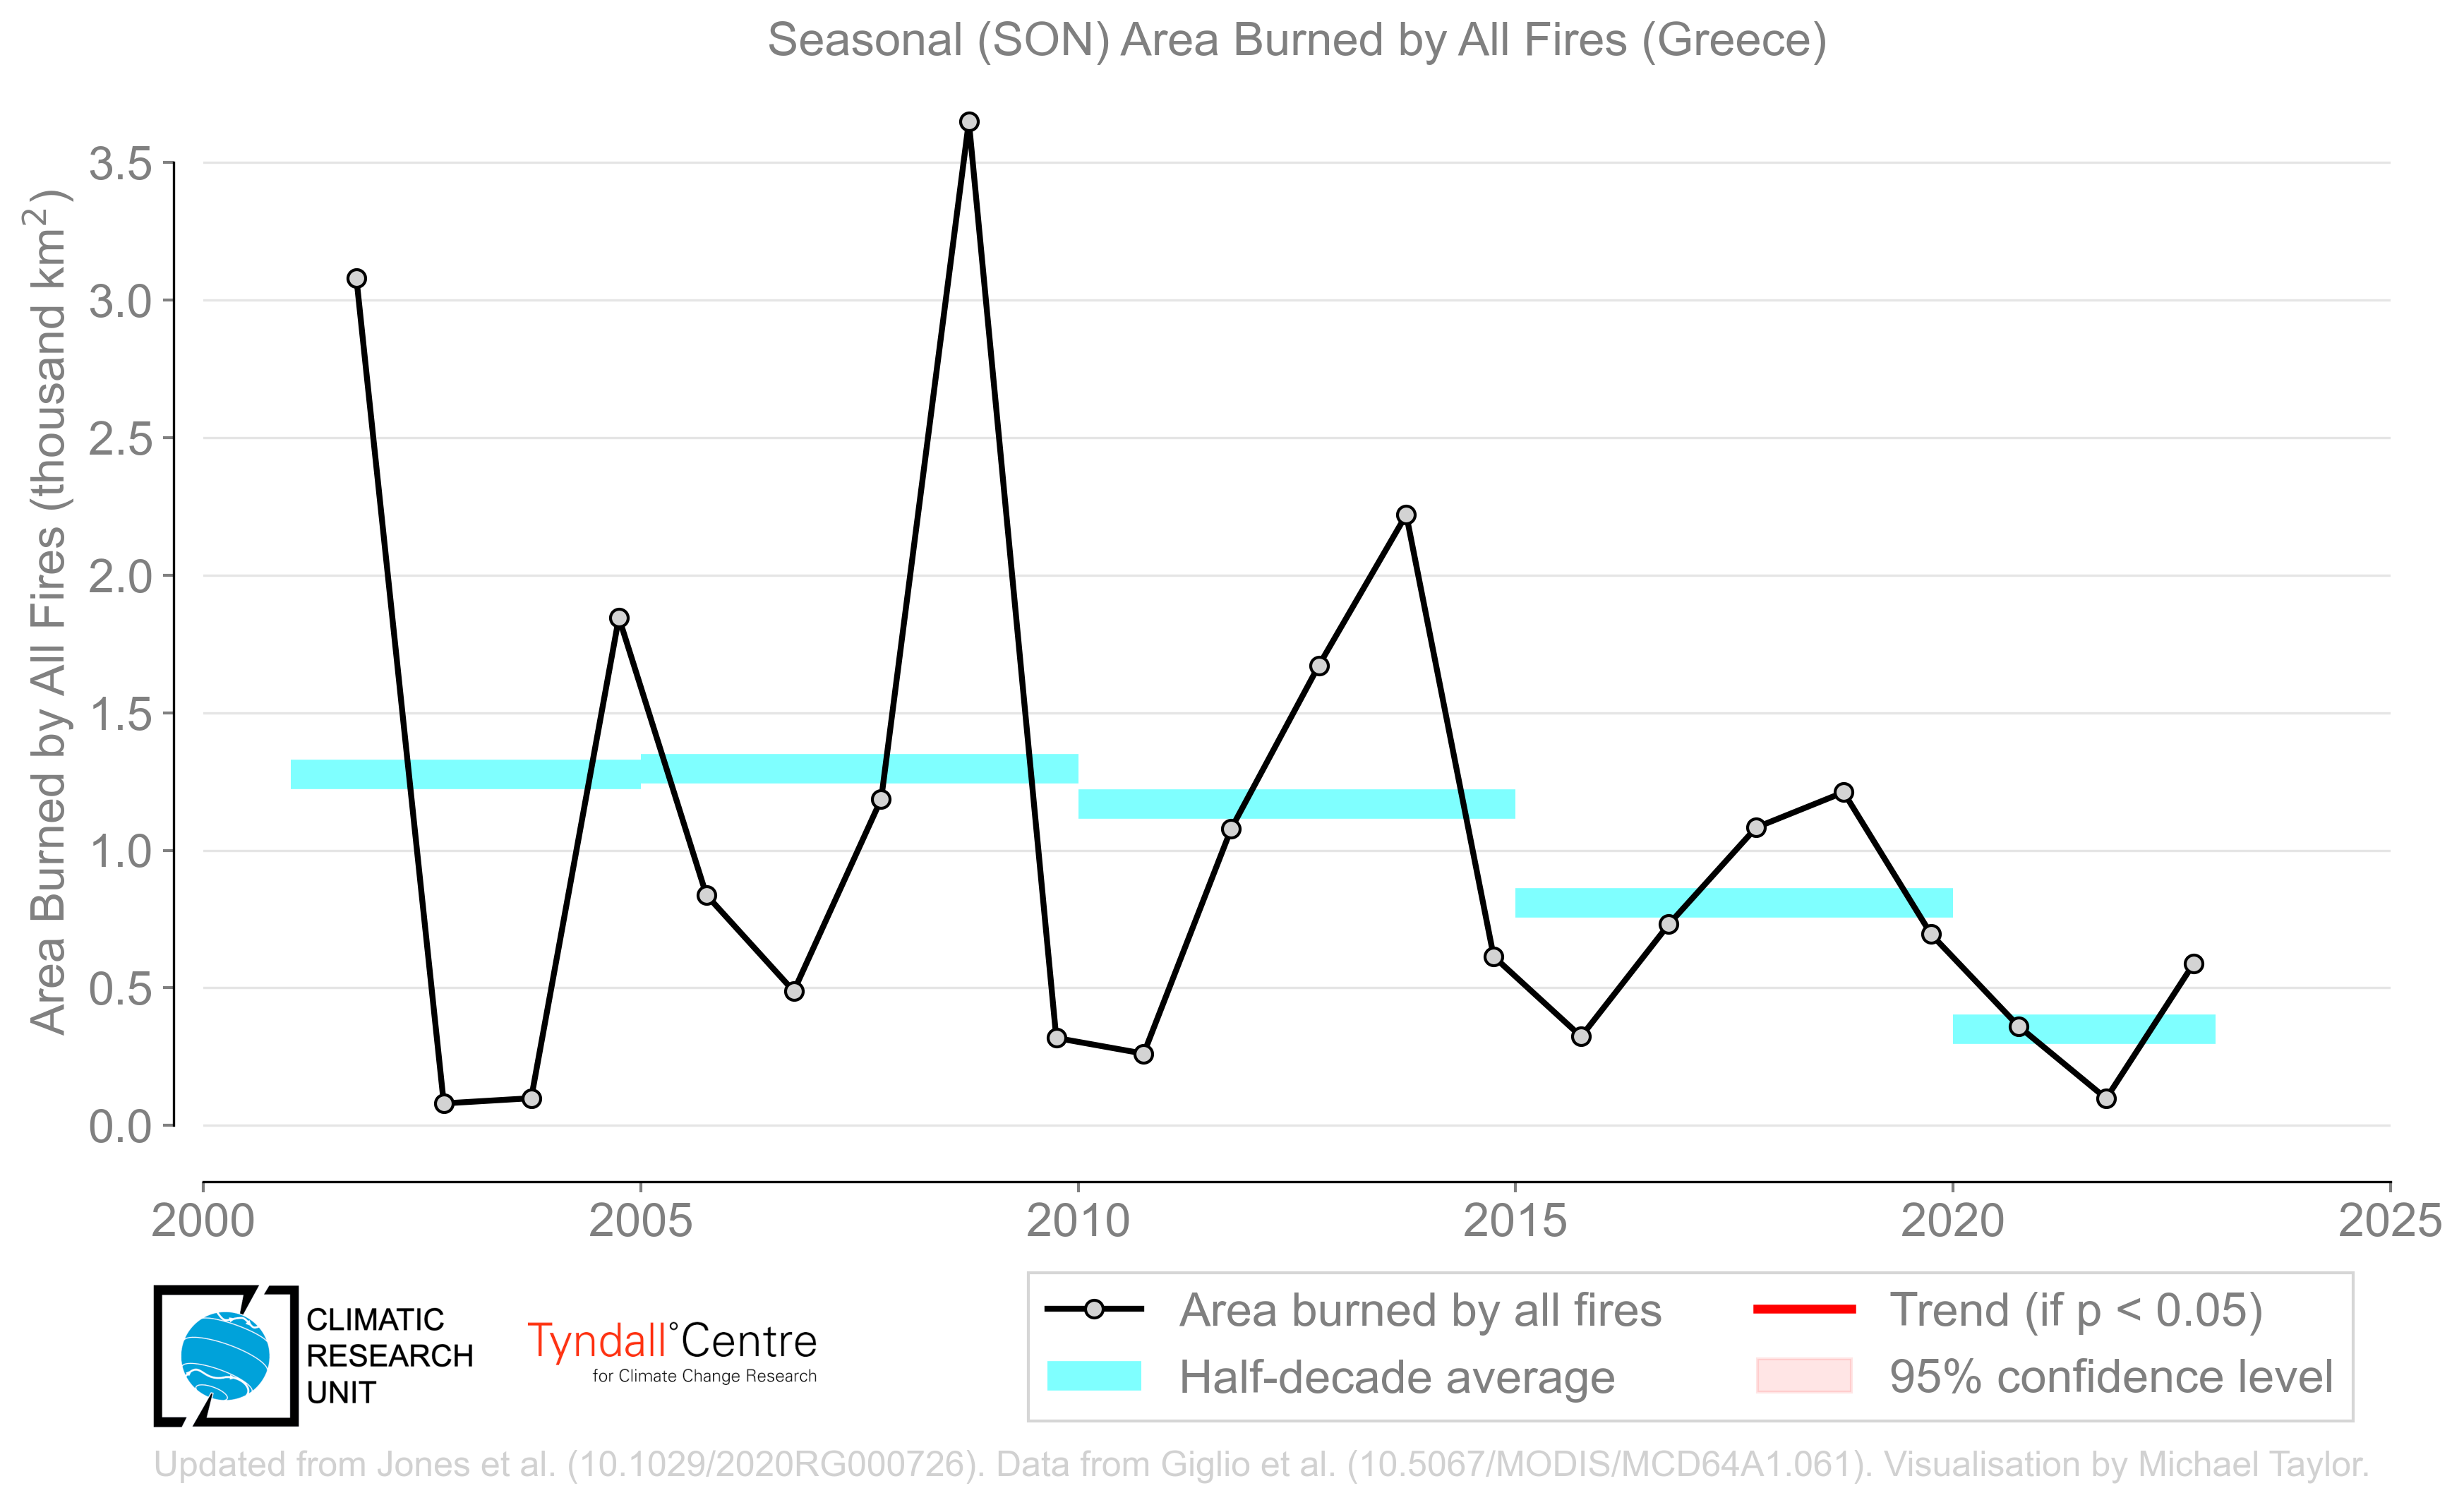 Seasonal (SON) Area Burned by All Fires (Greece)
Area Burned by All Fires (thousand km²)
3.5
3.0
2.5
2.0
1.5
1.0
0.5
0.0
2000 2005 2010 2015 2020 2025
CLIMATIC
RESEARCH
UNIT
Tyndall°Centre
for Climate Change Research
Area burned by all fires
Half-decade average
Trend (if p < 0.05)
95% confidence level
Updated from Jones et al. (10.1029/2020RG000726). Data from Giglio et al. (10.5067/MODIS/MCD64A1.061). Visualisation by Michael Taylor.